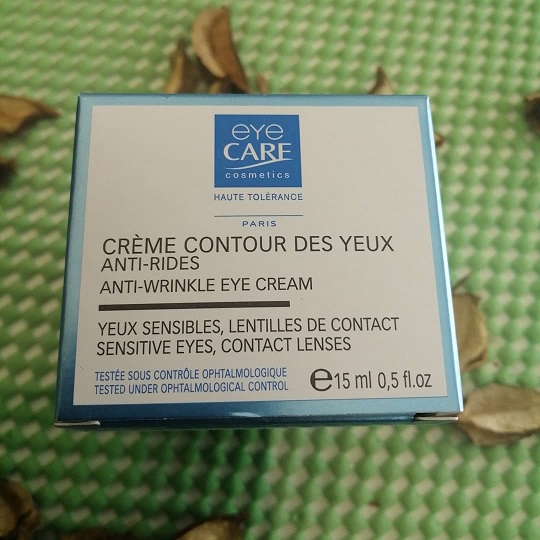 eye
CARE
cosmetics
HAUTE TOLÉRANCE
PARIS
CRÈME CONTOUR DES YEUX
ANTI-RIDES
ANTI-WRINKLE EYE CREAM
YEUX SENSIBLES, LENTILLES DE CONTACT
SENSITIVE EYES, CONTACT LENSES
TESTÉE SOUS CONTRÔLE OPHTALMOLOGIQUE
TESTED UNDER OPHTALMOLOGICAL CONTROL
℮15 ml 0,5 fl.oz